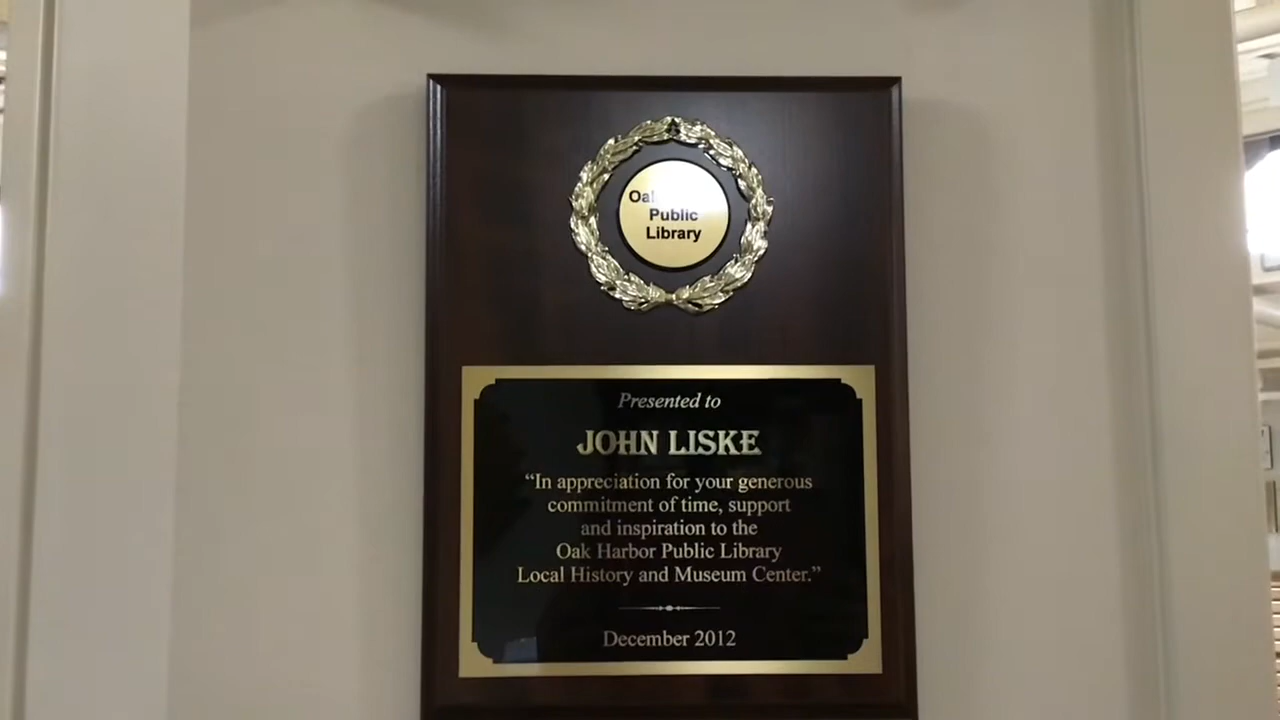 Public
Library
Presented to
JOHN LISKE
“In appreciation for your generous
commitment of time, support
and inspiration to the
Oak Harbor Public Library
Local History and Museum Center.”
December 2012